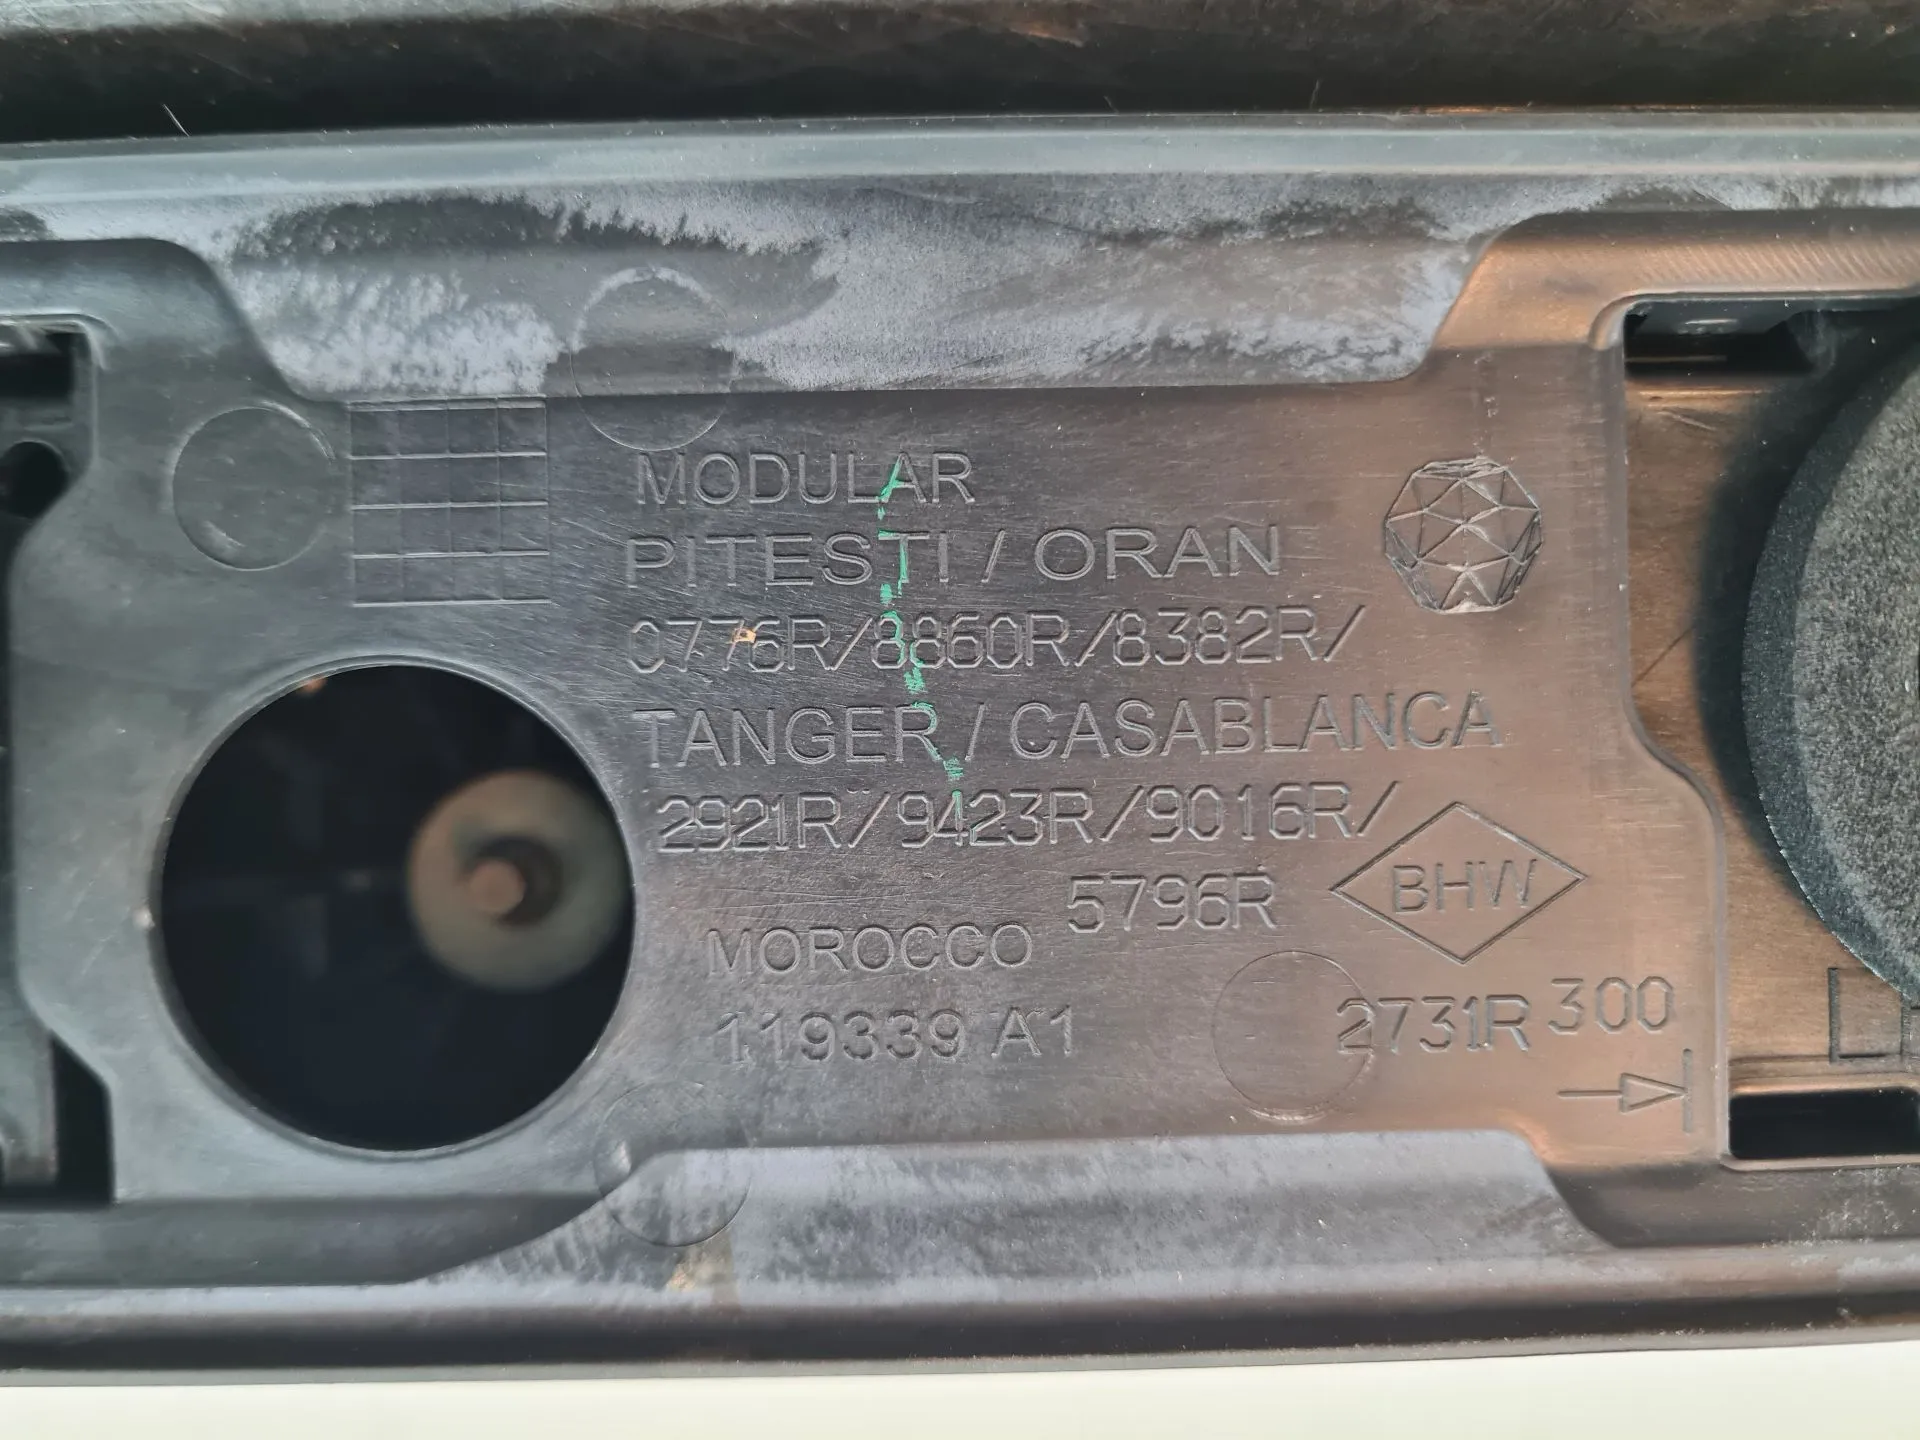 MODULAR
PITESTI / ORAN
0776R/8860R/8382R/
TANGER / CASABLANCA
2921R/9423R/9016R/
5796R
BHW
MOROCCO
119339 A1
2731R 300